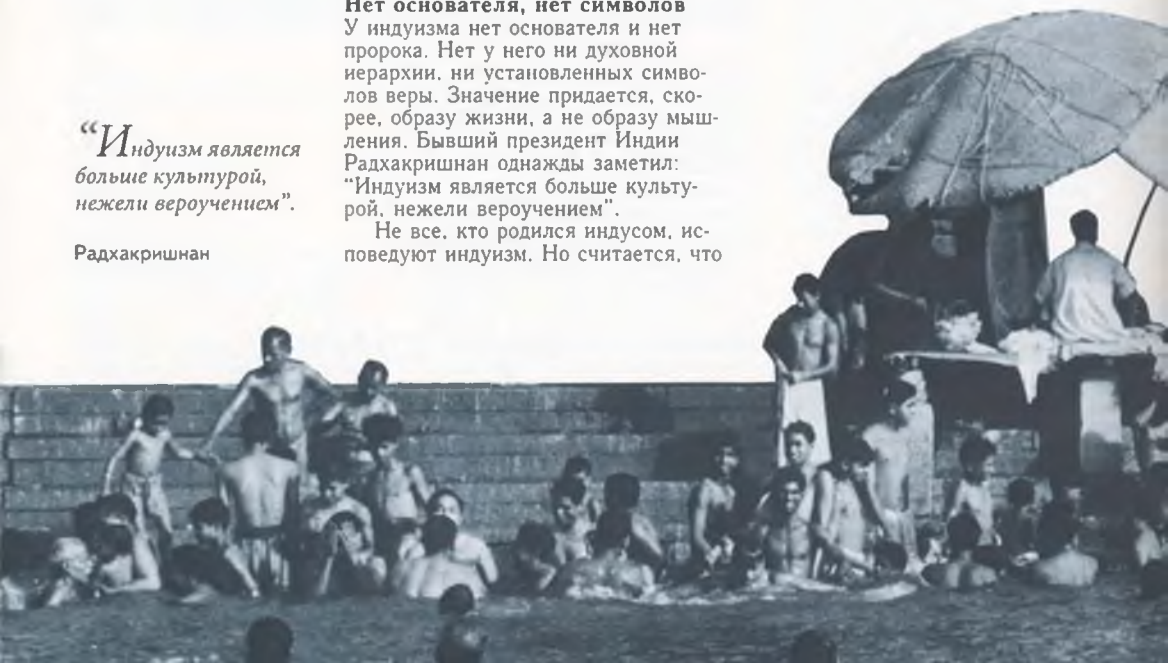 "Индуизм является
больше культурой,
нежели вероучением".
Радхакришнан
Нет основателя, нет символов
У индуизма нет основателя и нет
пророка. Нет у него ни духовной
иерархии, ни установленных симво-
лов веры. Значение придается, ско-
рее, образу жизни, а не образу мыш-
ления. Бывший президент Индии
Радхакришнан однажды заметил:
"Индуизм является больше культу-
рой, нежели вероучением".
Не все, кто родился индусом, ис-
поведуют индуизм. Но считается, что